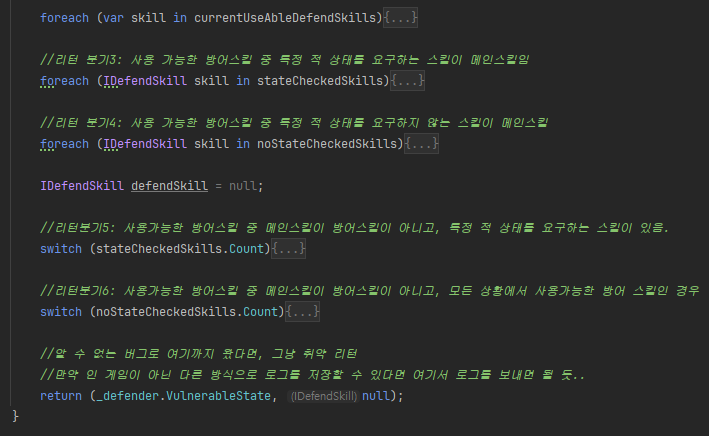 foreach (var skill in currentUseAbleDefendSkills){...}
//리턴 분기3: 사용 가능한 방어스킬 중 특정 적 상태를 요구하는 스킬이 메인스킬임
foreach (IDefendSkill skill in stateCheckedSkills){...}
//리턴 분기4: 사용 가능한 방어스킬 중 특정 적 상태를 요구하지 않는 스킬이 메인스킬
foreach (IDefendSkill skill in noStateCheckedSkills){...}
IDefendSkill defendSkill = null;
//리턴분기5: 사용가능한 방어스킬 중 메인스킬이 방어스킬이 아니고, 특정 적 상태를 요구하는 스킬이 있음.
switch (stateCheckedSkills.Count){...}
//리턴분기6: 사용가능한 방어스킬 중 메인스킬이 방어스킬이 아니고, 모든 상황에서 사용가능한 방어 스킬인 경우
switch (noStateCheckedSkills.Count){...}
//알 수 없는 버그로 여기까지 왔다면, 그냥 취약 리턴
//만약 인 게임이 아닌 다른 방식으로 로그를 저장할 수 있다면 여기서 로그를 보내면 될 듯..
return (_defender.VulnerableState, (IDefendSkill)null);
}